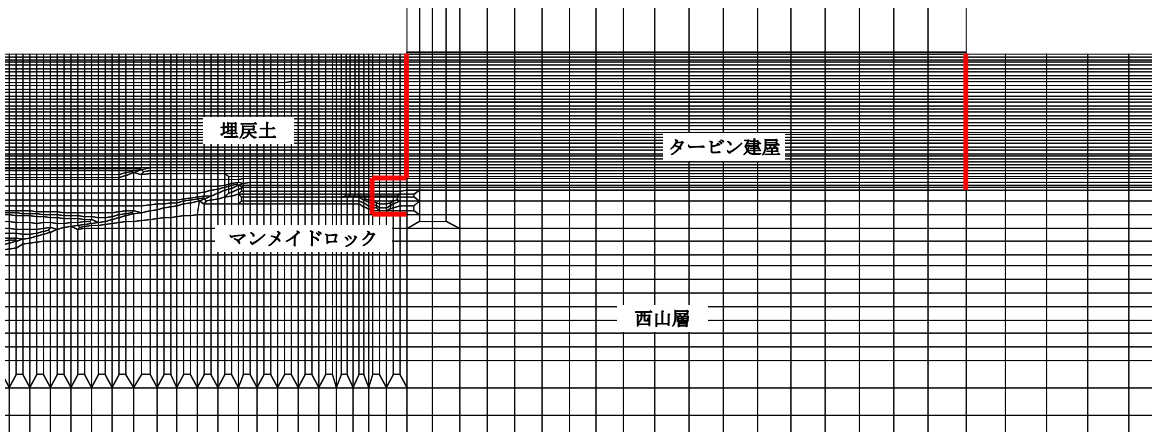 埋戻土
タービン建屋
マンメイドロック
西山層